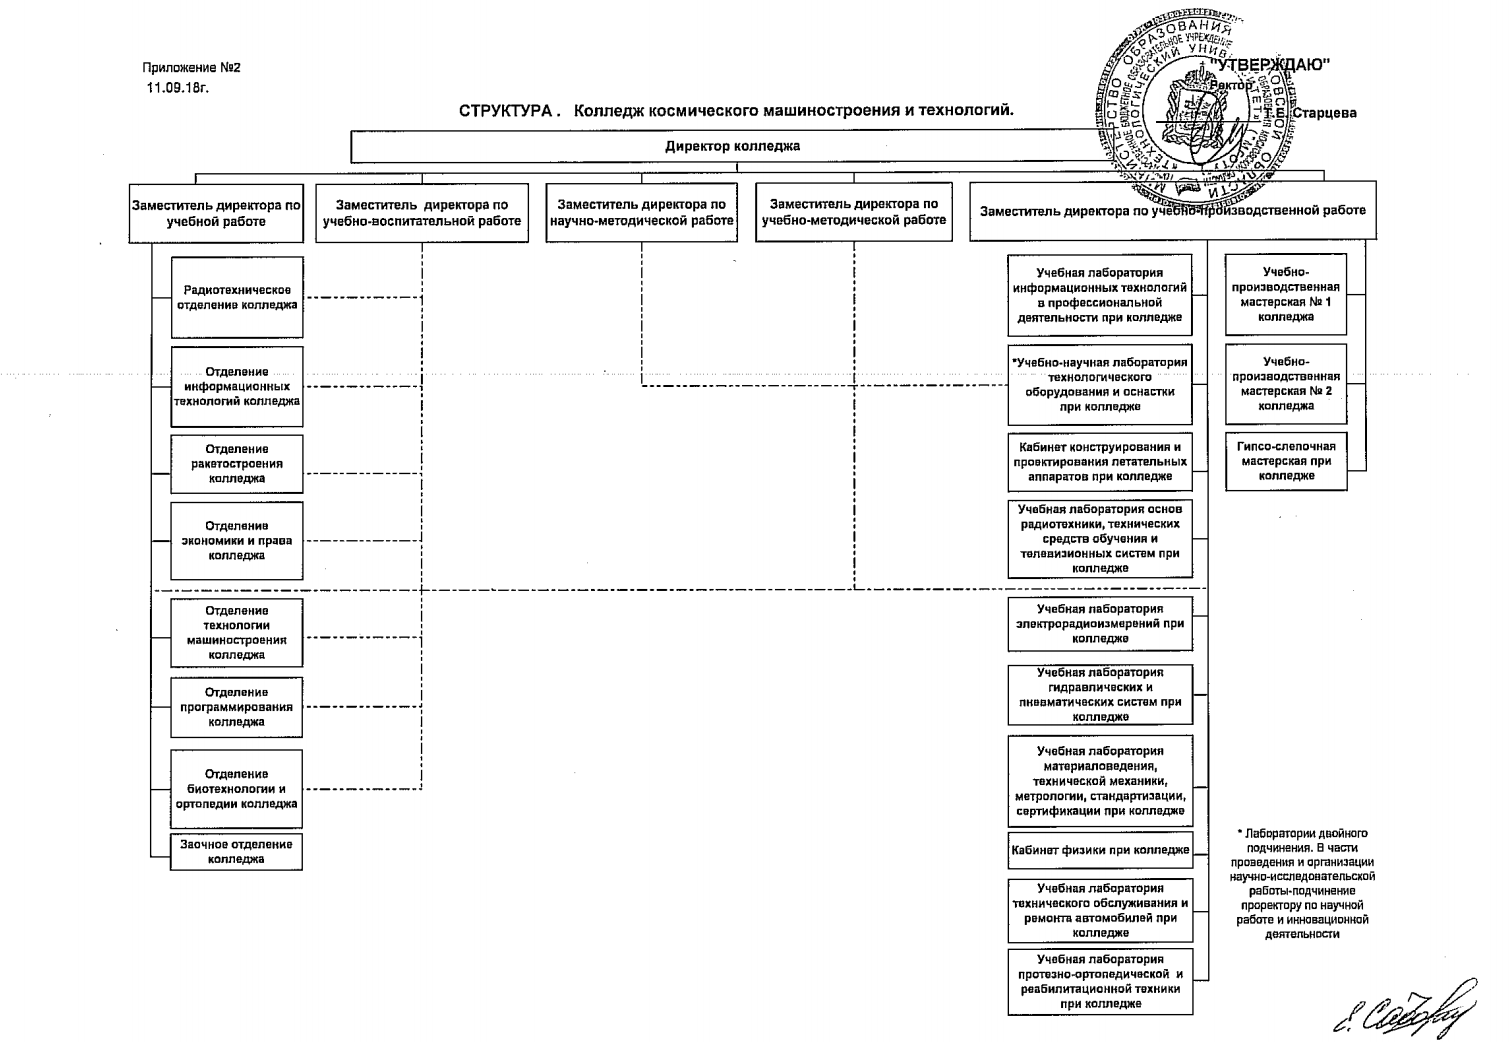 Приложение №2
11.09.18г.
"УТВЕРЖДАЮ"
Ректор
Т.Е. Старцева
СТРУКТУРА . Колледж космического машиностроения и технологий.
Директор колледжа
Заместитель директора по
учебной работе
Заместитель директора по
учебно-воспитательной работе
Заместитель директора по
научно-методической работе
Заместитель директора по
учебно-методической работе
Заместитель директора по учебно-производственной работе
Радиотехническое
отделение колледжа
Отделение
информационных
технологий колледжа
Отделение
ракетостроения
колледжа
Отделение
экономики и права
колледжа
Отделение
технологии
машиностроения
колледжа
Отделение
программирования
колледжа
Отделение
биотехнологии и
ортопедии колледжа
Заочное отделение
колледжа
Учебная лаборатория
информационных технологий
в профессиональной
деятельности при колледже
*Учебно-научная лаборатория
технологического
оборудования и оснастки
при колледже
Кабинет конструирования и
проектирования летательных
аппаратов при колледже
Учебная лаборатория основ
радиотехники, технических
средств обучения и
телевизионных систем при
колледже
Учебная лаборатория
электрорадиоизмерений при
колледже
Учебная лаборатория
гидравлических и
пневматических систем при
колледже
Учебная лаборатория
материаловедения,
технической механики,
метрологии, стандартизации,
сертификации при колледже
Кабинет физики при колледже
Учебная лаборатория
технического обслуживания и
ремонта автомобилей при
колледже
Учебная лаборатория
протезно-ортопедической и
реабилитационной техники
при колледже
Учебно-
производственная
мастерская № 1
колледжа
Учебно-
производственная
мастерская № 2
колледжа
Гипсо-слепочная
мастерская при
колледже
* Лаборатории двойного
подчинения. В части
проведения и организации
научно-исследовательской
работы-подчинение
проректору по научной
работе и инновационной
деятельности